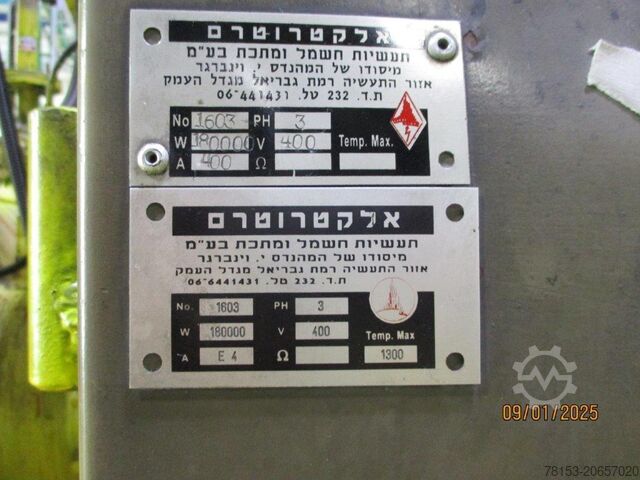 אלקטרוטרם
תעשיות חשמל ומתכת בע"מ
מיסודו של המהנדס י. וינברגר
אזור התעשיה רמת גבריאל מגדל העמק
ת.ד. 232 טל. 06-441431
No 1603 PH 3
W 180000 V 400 Temp. Max.
A 400 Ω
אלקטרוטרם
תעשיות חשמל ומתכת בע"מ
מיסודו של המהנדס י. וינברגר
אזור התעשיה רמת גבריאל מגדל העמק
ת.ד. 232 טל. 06-6441431
No. 1603 PH 3
W 180000 V 400 Temp. Max
A E 4 Ω 1300
09/01/2025
78153-20657020